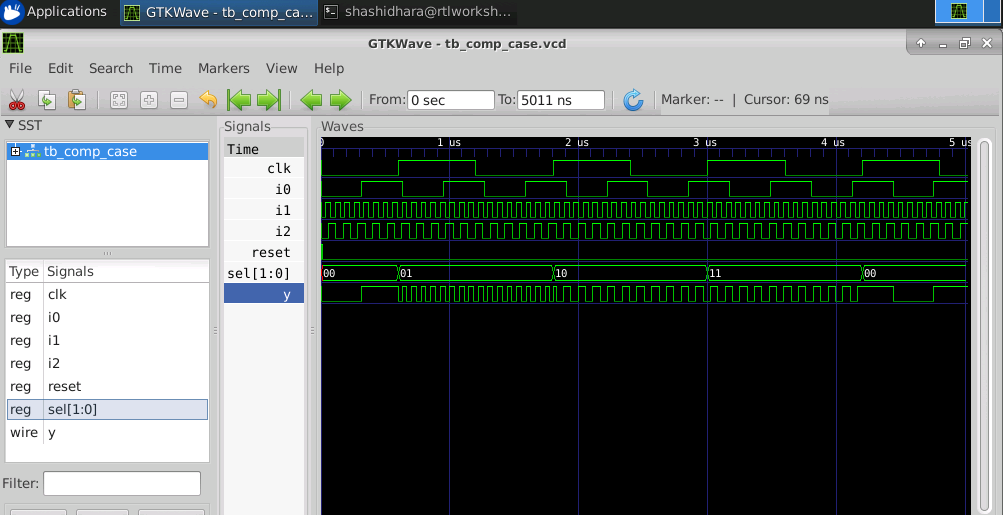 Applications GTKWave - tb_comp_ca... shashidhara@rtlworksh...
GTKWave - tb_comp_case.vcd
File Edit Search Time Markers View Help
From: 0 sec To: 5011 ns Marker: -- | Cursor: 69 ns
SST
tb_comp_case
Type Signals
reg clk
reg i0
reg i1
reg i2
reg reset
reg sel[1:0]
wire y
Filter:
Signals
Time
clk
i0
i1
i2
reset
sel[1:0]
y
Waves
0 1 us 2 us 3 us 4 us 5 us
00 01 10 11 00